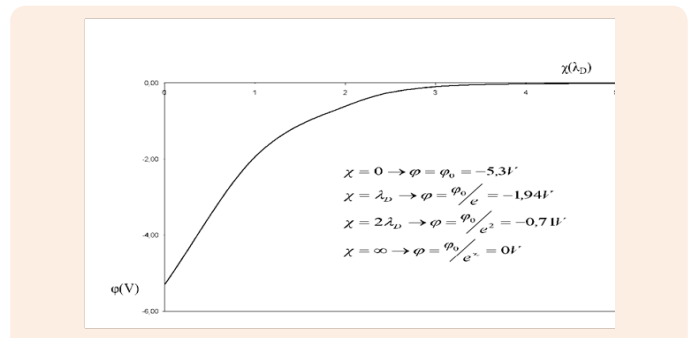 χ(λD)
0,00
0 1 2 3 4 5
-2,00
χ = 0 → φ = φ₀ = −5,3V
χ = λD → φ = φ₀/e = −1,94V
χ = 2λD → φ = φ₀/e² = −0,71V
-4,00
χ = ∞ → φ = φ₀/e^∞ = 0V
φ(V)
-6,00